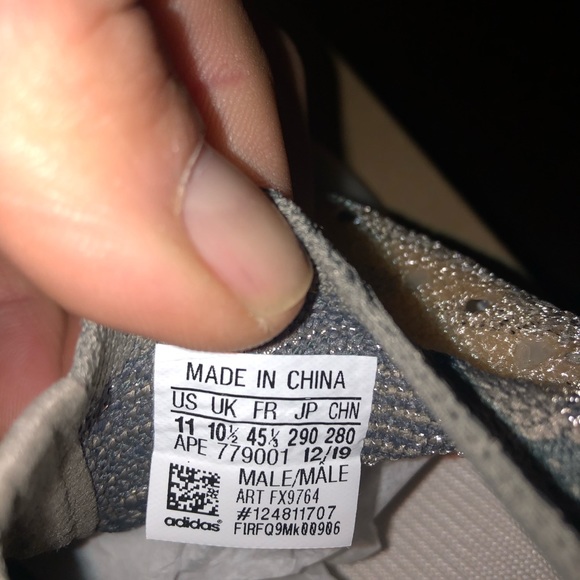 MADE IN CHINA
US UK FR JP CHN
11 10½ 45⅓ 290 280
APE 779001 12/19
MALE/MÂLE
ART FX9764
#124811707
adidas® F1RFQ9Mk00906